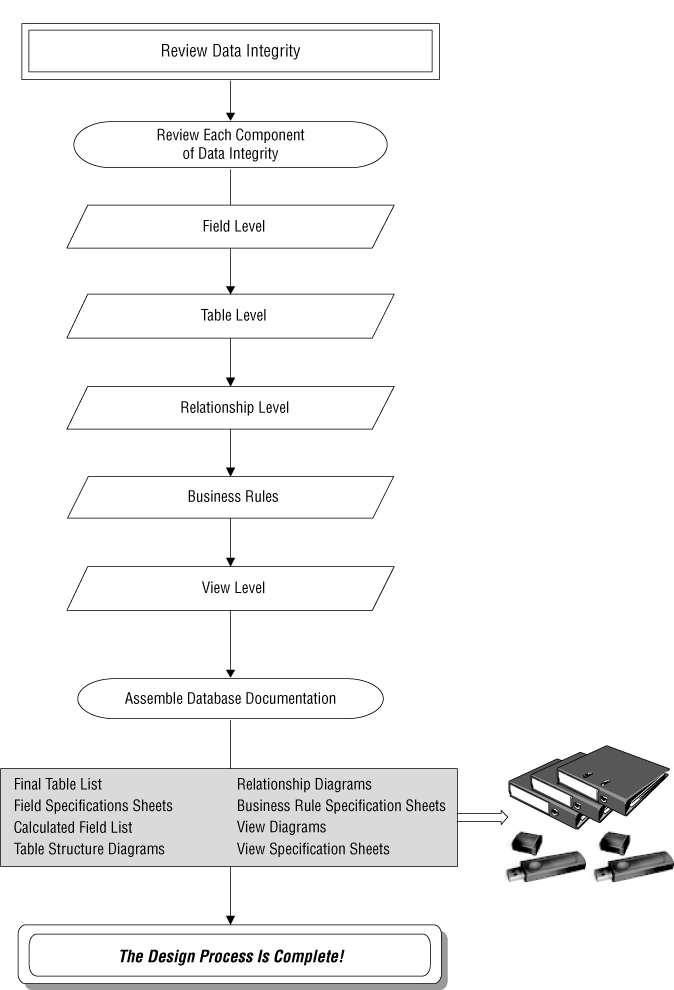 Review Data Integrity
Review Each Component
of Data Integrity
Field Level
Table Level
Relationship Level
Business Rules
View Level
Assemble Database Documentation
Final Table List
Field Specifications Sheets
Calculated Field List
Table Structure Diagrams
Relationship Diagrams
Business Rule Specification Sheets
View Diagrams
View Specification Sheets
The Design Process Is Complete!